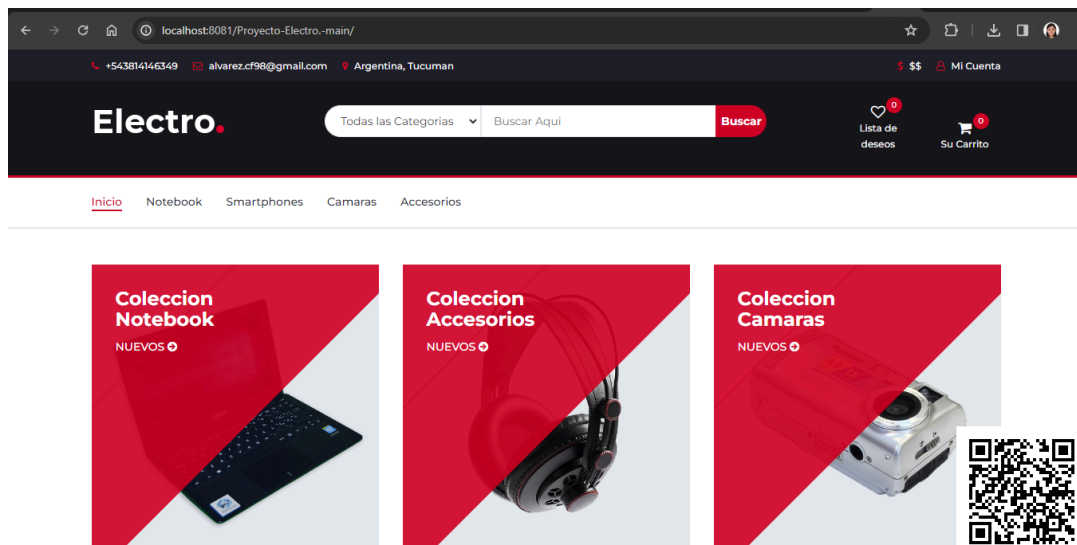 localhost:8081/Proyecto-Electro.-main/
+543814146349 alvarez.cf98@gmail.com Argentina, Tucuman $ $$ Mi Cuenta
Electro.
Todas las Categorias Buscar Aqui Buscar
0
Lista de
deseos
0
Su Carrito
Inicio Notebook Smartphones Camaras Accesorios
Coleccion
Notebook
NUEVOS
Coleccion
Accesorios
NUEVOS
Coleccion
Camaras
NUEVOS